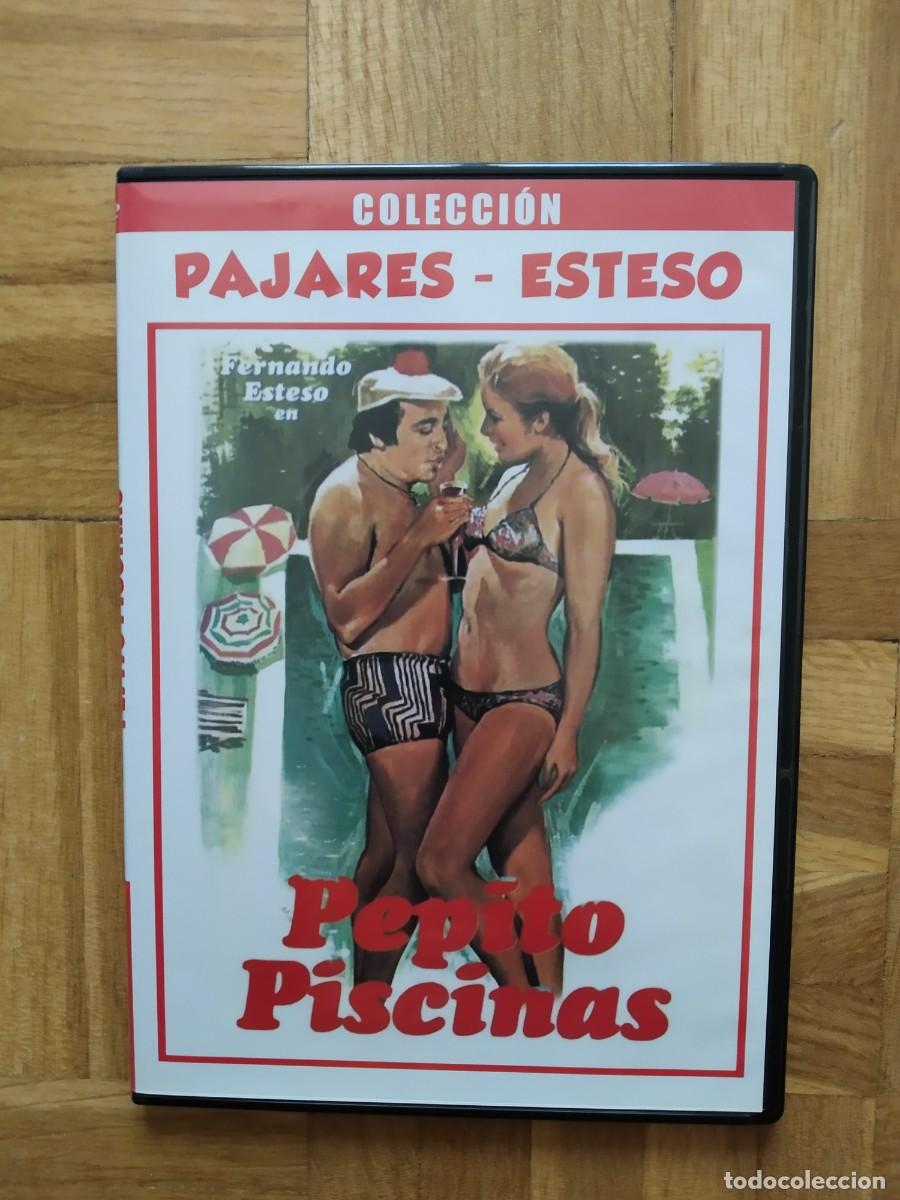 COLECCIÓN
PAJARES - ESTESO
Fernando
Esteso
en
Pepito
Piscinas
todocoleccion